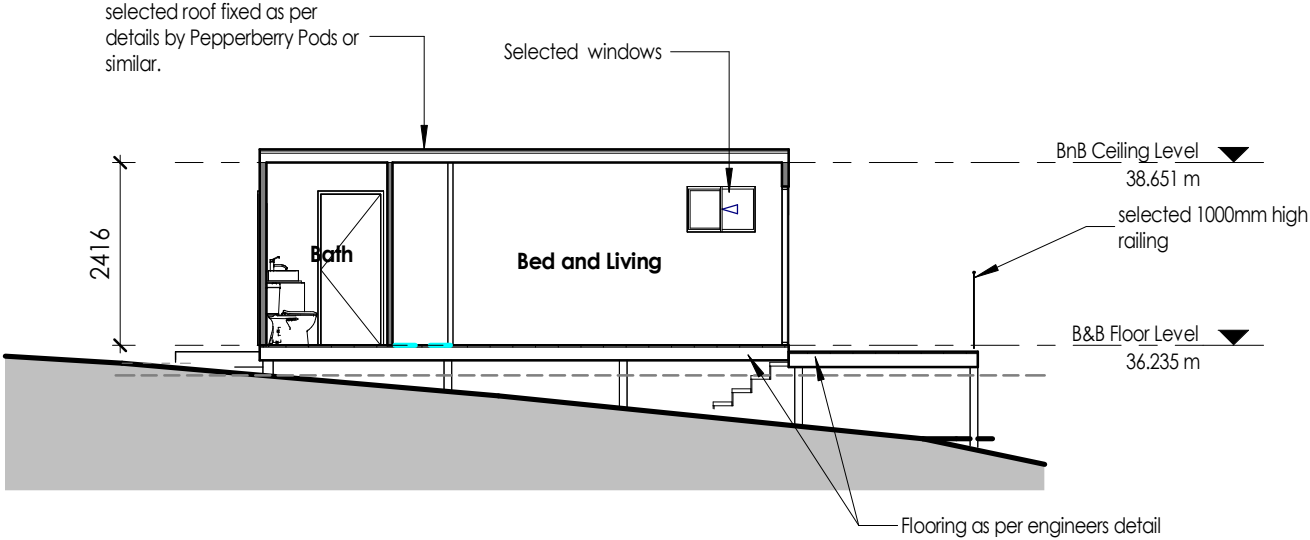 selected roof fixed as per
details by Pepperberry Pods or
similar.
Selected windows
BnB Ceiling Level
38.651 m
selected 1000mm high
railing
2416
Bath
Bed and Living
B&B Floor Level
36.235 m
Flooring as per engineers detail